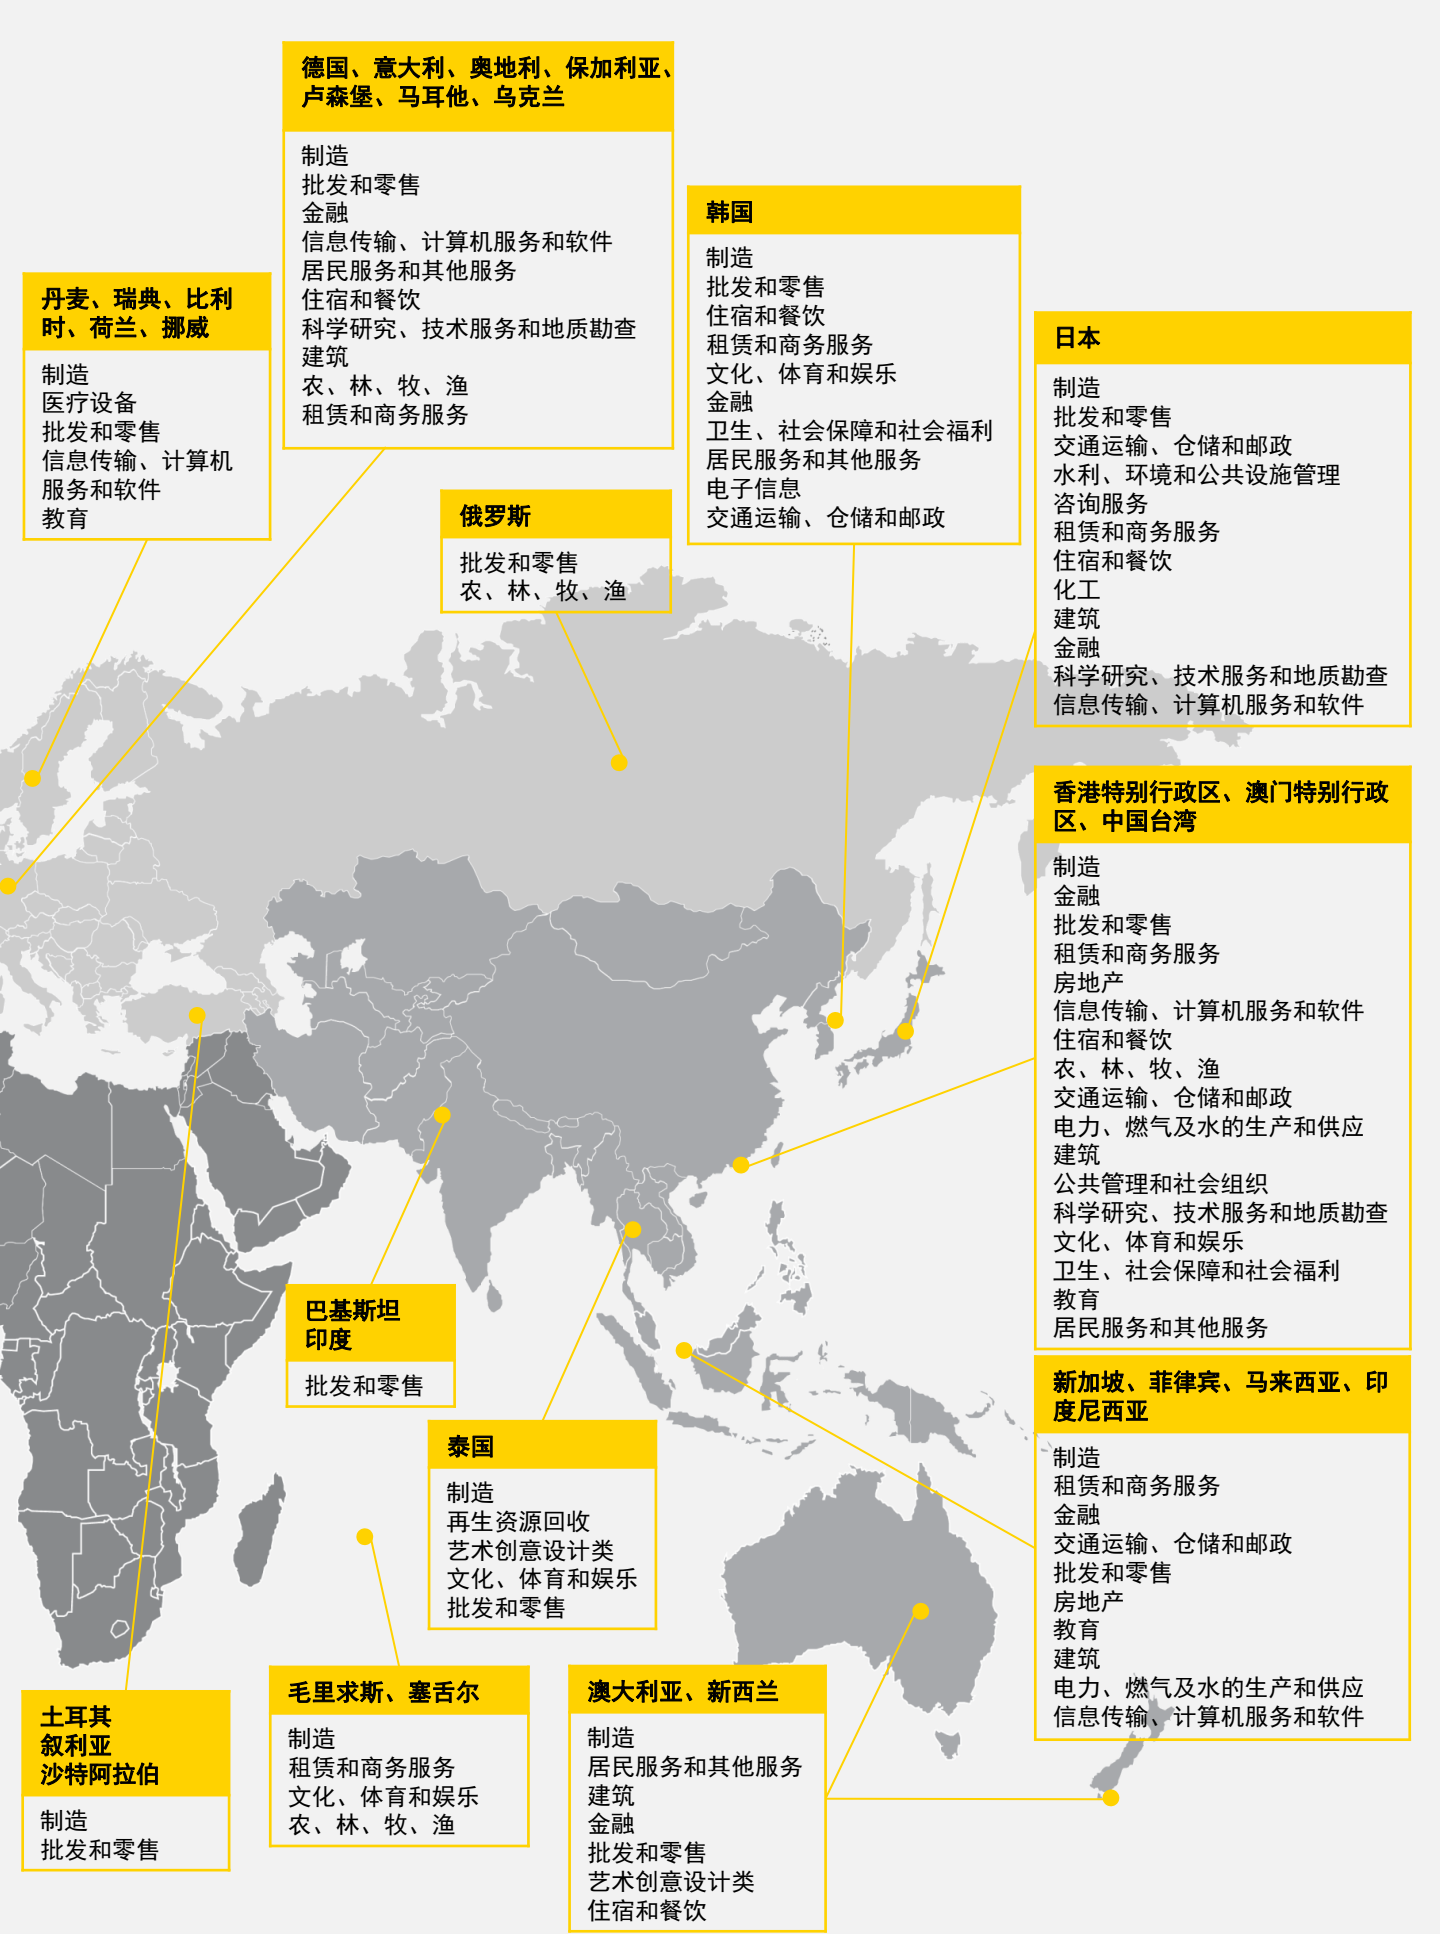 德国、意大利、奥地利、保加利亚、
卢森堡、马耳他、乌克兰
制造
批发和零售
金融
信息传输、计算机服务和软件
居民服务和其他服务
住宿和餐饮
科学研究、技术服务和地质勘查
建筑
农、林、牧、渔
租赁和商务服务
韩国
制造
批发和零售
住宿和餐饮
租赁和商务服务
文化、体育和娱乐
金融
卫生、社会保障和社会福利
居民服务和其他服务
电子信息
交通运输、仓储和邮政
丹麦、瑞典、比利
时、荷兰、挪威
制造
医疗设备
批发和零售
信息传输、计算机
服务和软件
教育
日本
制造
批发和零售
交通运输、仓储和邮政
水利、环境和公共设施管理
咨询服务
租赁和商务服务
住宿和餐饮
化工
建筑
金融
科学研究、技术服务和地质勘查
信息传输、计算机服务和软件
俄罗斯
批发和零售
农、林、牧、渔
香港特别行政区、澳门特别行政
区、中国台湾
制造
金融
批发和零售
租赁和商务服务
房地产
信息传输、计算机服务和软件
住宿和餐饮
农、林、牧、渔
交通运输、仓储和邮政
电力、燃气及水的生产和供应
建筑
公共管理和社会组织
科学研究、技术服务和地质勘查
文化、体育和娱乐
卫生、社会保障和社会福利
教育
居民服务和其他服务
巴基斯坦
印度
批发和零售
新加坡、菲律宾、马来西亚、印
度尼西亚
制造
租赁和商务服务
金融
交通运输、仓储和邮政
批发和零售
房地产
教育
建筑
电力、燃气及水的生产和供应
信息传输、计算机服务和软件
泰国
制造
再生资源回收
艺术创意设计类
文化、体育和娱乐
批发和零售
土耳其
叙利亚
沙特阿拉伯
制造
批发和零售
毛里求斯、塞舌尔
制造
租赁和商务服务
文化、体育和娱乐
农、林、牧、渔
澳大利亚、新西兰
制造
居民服务和其他服务
建筑
金融
批发和零售
艺术创意设计类
住宿和餐饮